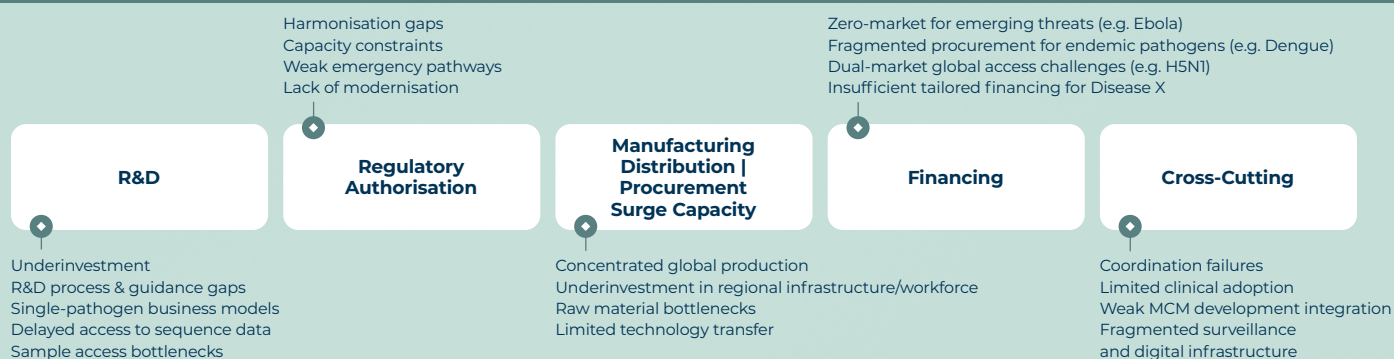 Harmonisation gaps
Capacity constraints
Weak emergency pathways
Lack of modernisation
Zero-market for emerging threats (e.g. Ebola)
Fragmented procurement for endemic pathogens (e.g. Dengue)
Dual-market global access challenges (e.g. H5N1)
Insufficient tailored financing for Disease X
R&D
Regulatory
Authorisation
Manufacturing
Distribution |
Procurement
Surge Capacity
Financing
Cross-Cutting
Underinvestment
R&D process & guidance gaps
Single-pathogen business models
Delayed access to sequence data
Sample access bottlenecks
Concentrated global production
Underinvestment in regional infrastructure/workforce
Raw material bottlenecks
Limited technology transfer
Coordination failures
Limited clinical adoption
Weak MCM development integration
Fragmented surveillance
and digital infrastructure